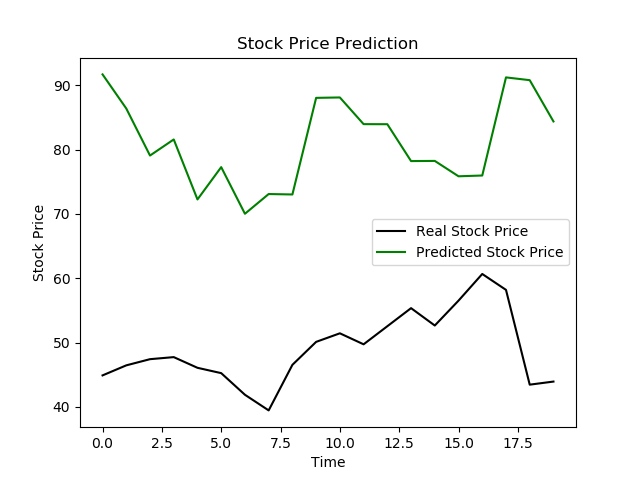 Stock Price Prediction
90
80
70
60
50
40
Stock Price
Real Stock Price
Predicted Stock Price
0.0 2.5 5.0 7.5 10.0 12.5 15.0 17.5
Time